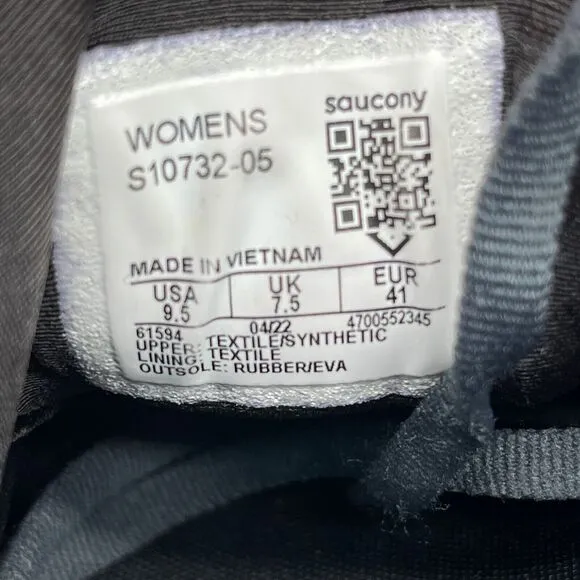 saucony
WOMENS
S10732-05
MADE IN VIETNAM
USA UK EUR
9.5 7.5 41
61594 04/22 4700552345
UPPER: TEXTILE/SYNTHETIC
LINING: TEXTILE
OUTSOLE: RUBBER/EVA